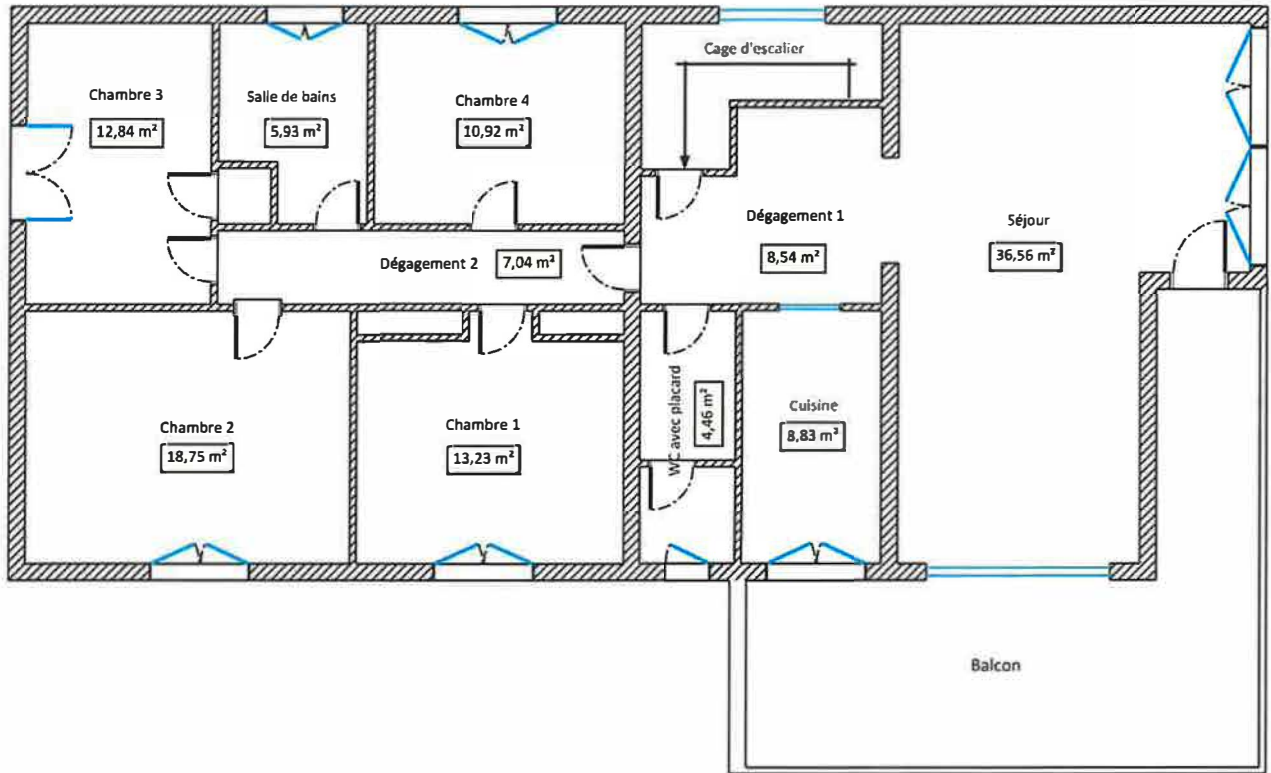 Cage d'escalier
Chambre 3
12,84 m²
Salle de bains
5,93 m²
Chambre 4
10,92 m²
Dégagement 1
8,54 m²
Séjour
36,56 m²
Dégagement 2
7,04 m²
Chambre 2
18,75 m²
Chambre 1
13,23 m²
WC avec placard
4,46 m²
Cuisine
8,83 m²
Balcon